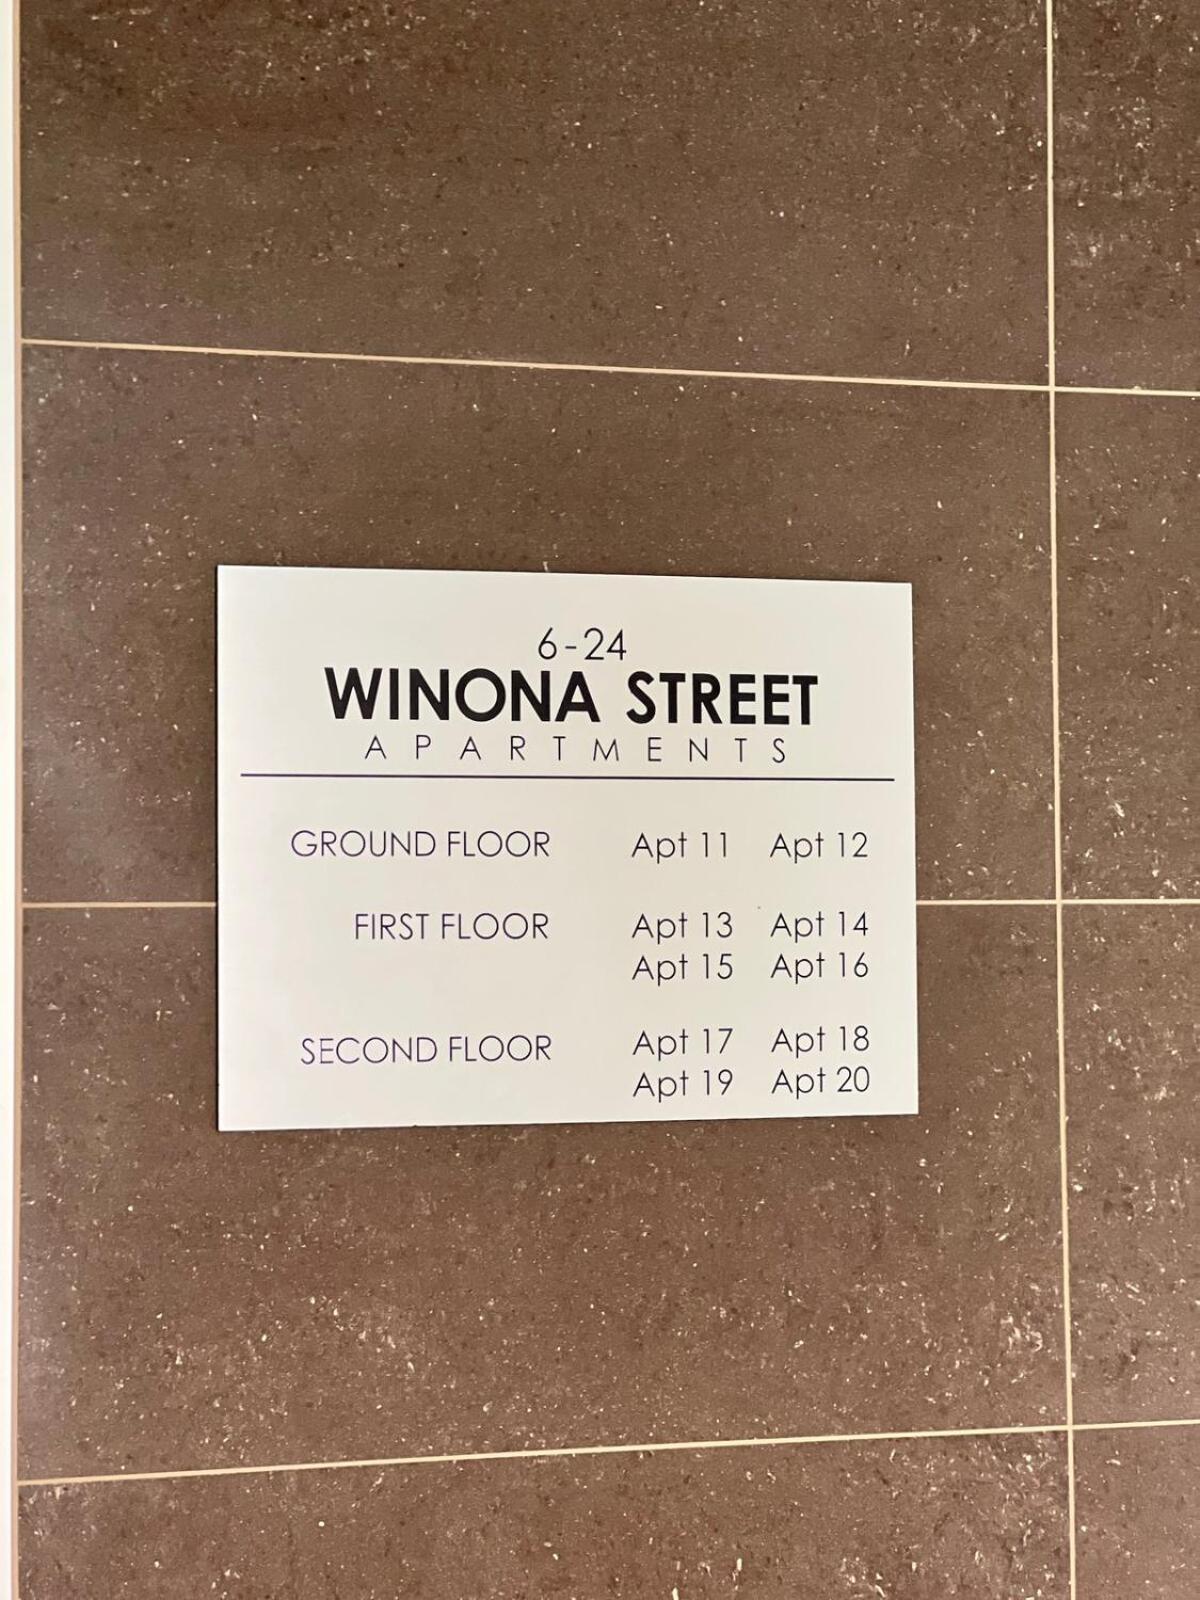 6-24
WINONA STREET
APARTMENTS
GROUND FLOOR Apt 11 Apt 12
FIRST FLOOR Apt 13 Apt 14
Apt 15 Apt 16
SECOND FLOOR Apt 17 Apt 18
Apt 19 Apt 20